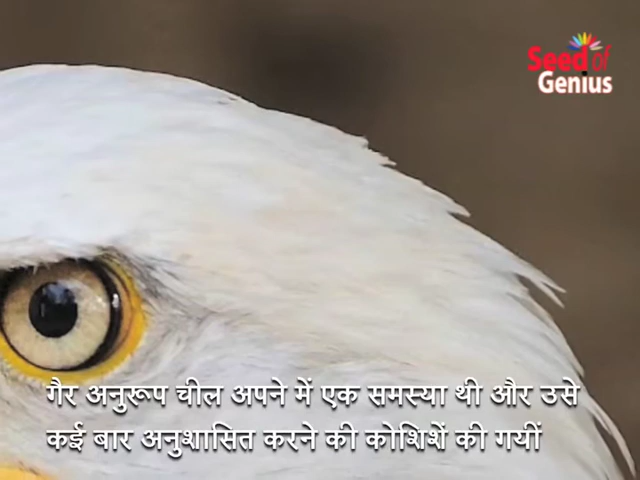 Seed of
Genius
गैर अनुरूप चील अपने में एक समस्या थी और उसे
कई बार अनुशासित करने की कोशिशें की गयीं